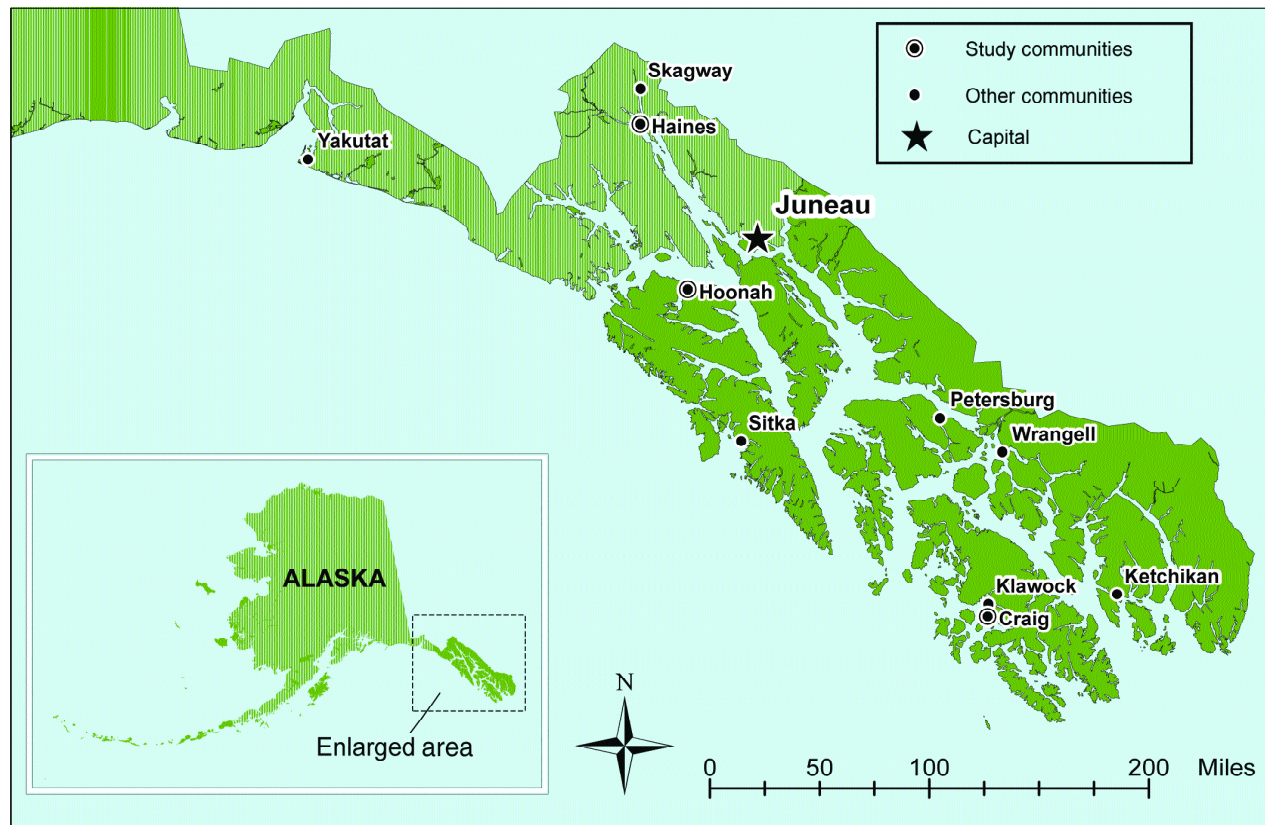 Study communities
Other communities
Capital
Skagway
Haines
Yakutat
Juneau
Hoonah
Petersburg
Sitka
Wrangell
Klawock
Ketchikan
Craig
ALASKA
Enlarged area
N
0 50 100 200 Miles